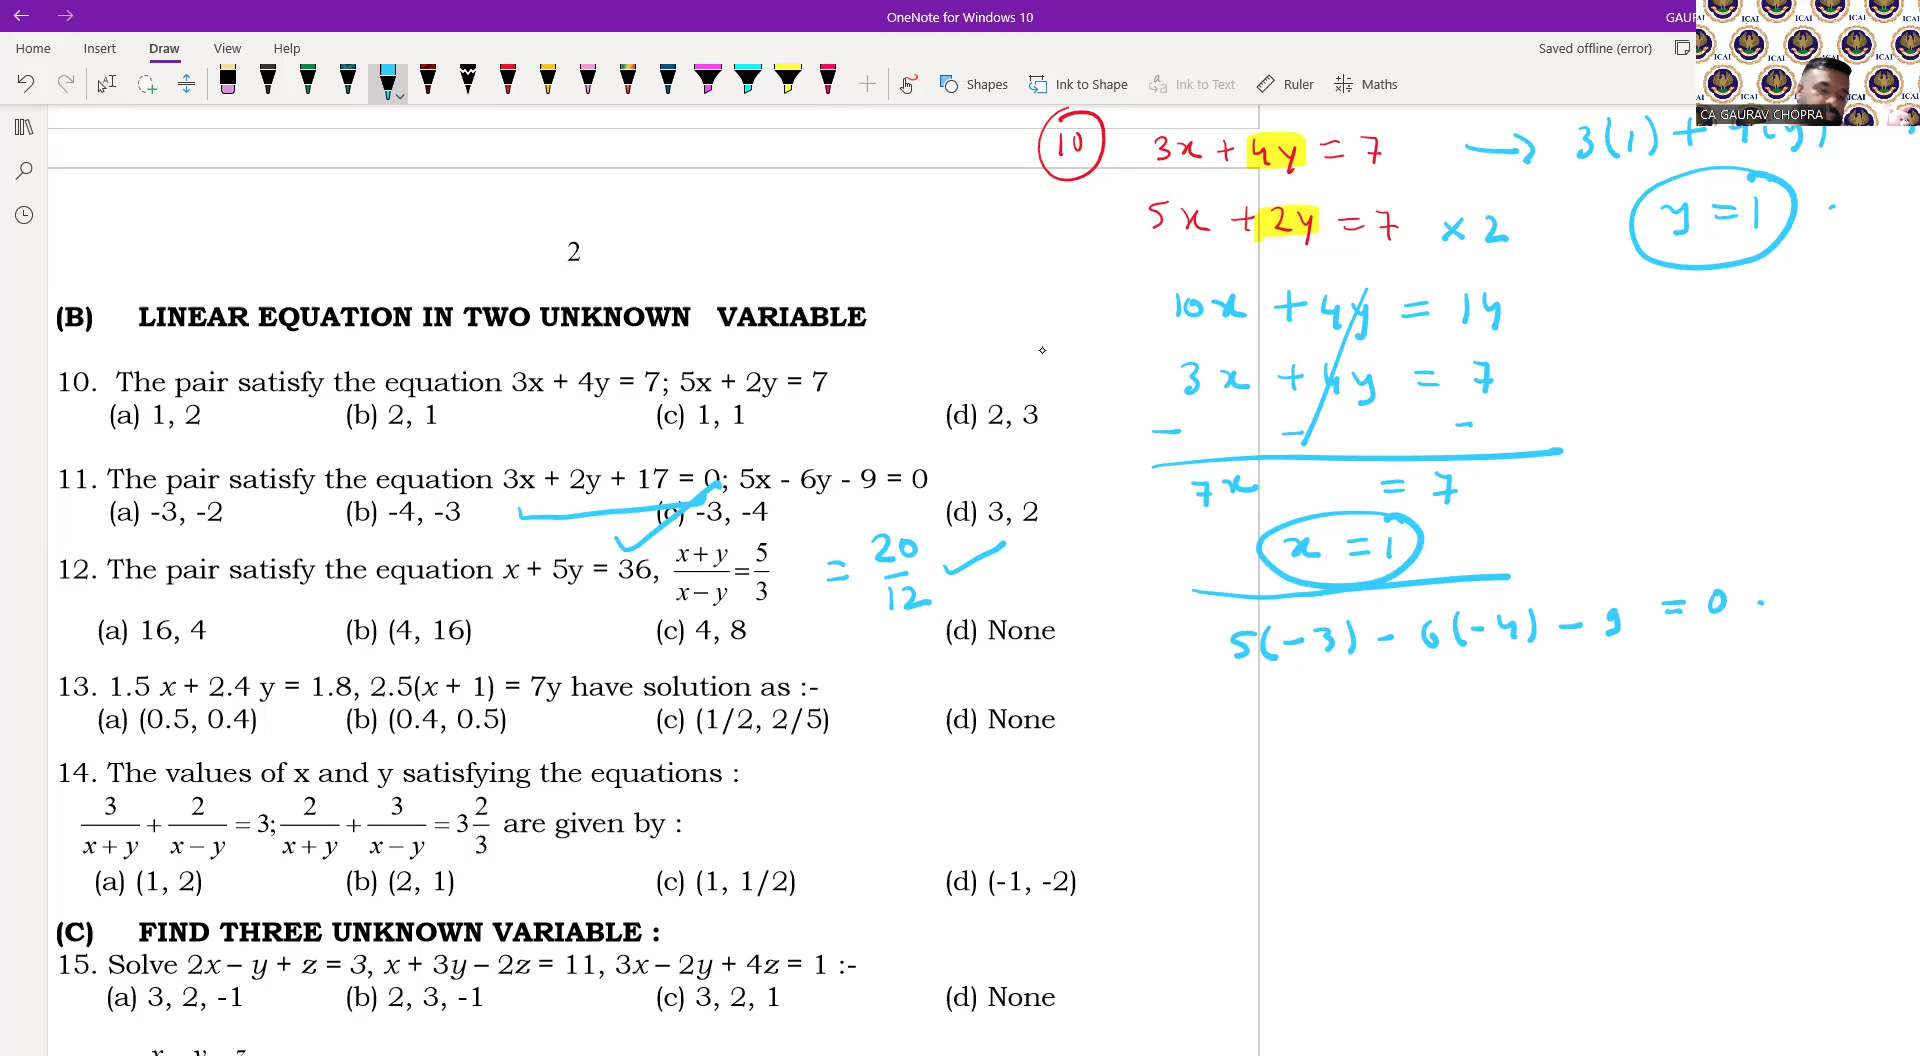 OneNote for Windows 10
Home Insert Draw View Help
Saved offline (error)
Shapes Ink to Shape Ink to Text Ruler Maths
ICAI
CA GAURAV CHOPRA
2
(B) LINEAR EQUATION IN TWO UNKNOWN VARIABLE
10. The pair satisfy the equation 3x + 4y = 7; 5x + 2y = 7
(a) 1, 2 (b) 2, 1 (c) 1, 1 (d) 2, 3
11. The pair satisfy the equation 3x + 2y + 17 = 0; 5x - 6y - 9 = 0
(a) -3, -2 (b) -4, -3 (c) -3, -4 (d) 3, 2
12. The pair satisfy the equation x + 5y = 36, (x + y)/(x − y) = 5/3 = 20/12
(a) 16, 4 (b) (4, 16) (c) 4, 8 (d) None
13. 1.5 x + 2.4 y = 1.8, 2.5(x + 1) = 7y have solution as :-
(a) (0.5, 0.4) (b) (0.4, 0.5) (c) (1/2, 2/5) (d) None
14. The values of x and y satisfying the equations :
3/(x + y) + 2/(x − y) = 3; 2/(x + y) + 3/(x − y) = 3 2/3 are given by :
(a) (1, 2) (b) (2, 1) (c) (1, 1/2) (d) (-1, -2)
(C) FIND THREE UNKNOWN VARIABLE :
15. Solve 2x – y + z = 3, x + 3y – 2z = 11, 3x – 2y + 4z = 1 :-
(a) 3, 2, -1 (b) 2, 3, -1 (c) 3, 2, 1 (d) None
10
3x + 4y = 7 → 3(1) + 4(y)
5x + 2y = 7 × 2
y = 1
10x + 4y = 14
3x + 4y = 7
- - -
7x = 7
x = 1
5(-3) - 6(-4) - 9 = 0